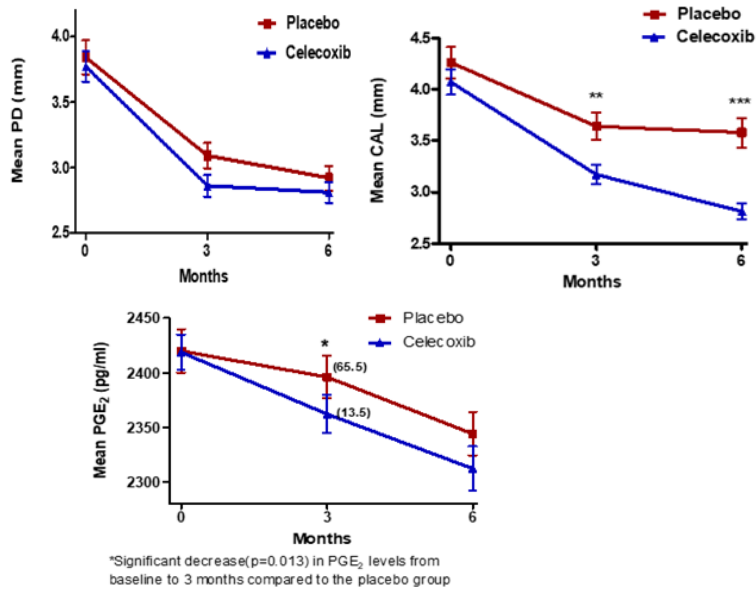 Placebo
Celecoxib
Mean PD (mm)
4.0
3.5
3.0
2.5
0 3 6
Months
Placebo
Celecoxib
Mean CAL (mm)
4.5
4.0
3.5
3.0
2.5
**
***
0 3 6
Months
Placebo
Celecoxib
Mean PGE₂ (pg/ml)
2450
2400
2350
2300
*
(65.5)
(13.5)
0 3 6
Months
*Significant decrease(p=0.013) in PGE₂ levels from
baseline to 3 months compared to the placebo group